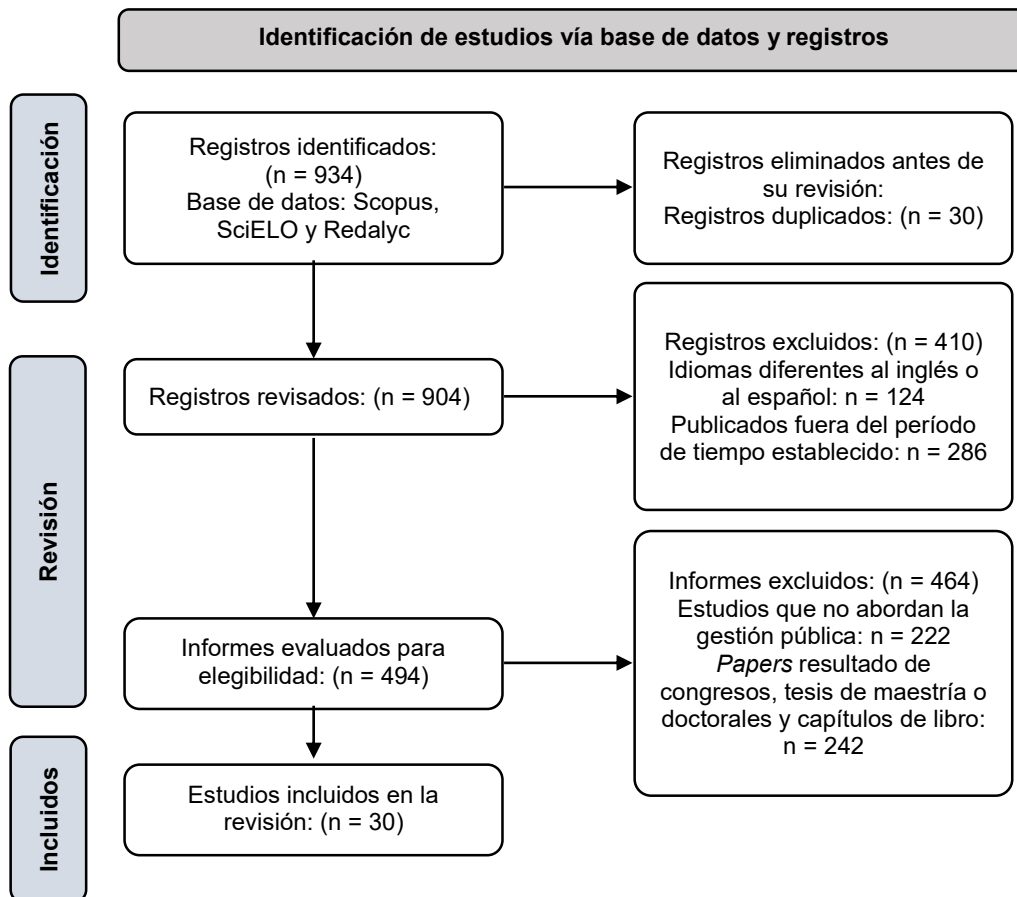 Identificación de estudios vía base de datos y registros
Identificación
Registros identificados:
(n = 934)
Base de datos: Scopus,
SciELO y Redalyc
Registros eliminados antes de
su revisión:
Registros duplicados: (n = 30)
Revisión
Registros revisados: (n = 904)
Registros excluidos: (n = 410)
Idiomas diferentes al inglés o
al español: n = 124
Publicados fuera del período
de tiempo establecido: n = 286
Informes evaluados para
elegibilidad: (n = 494)
Informes excluidos: (n = 464)
Estudios que no abordan la
gestión pública: n = 222
Papers resultado de
congresos, tesis de maestría o
doctorales y capítulos de libro:
n = 242
Incluidos
Estudios incluidos en la
revisión: (n = 30)